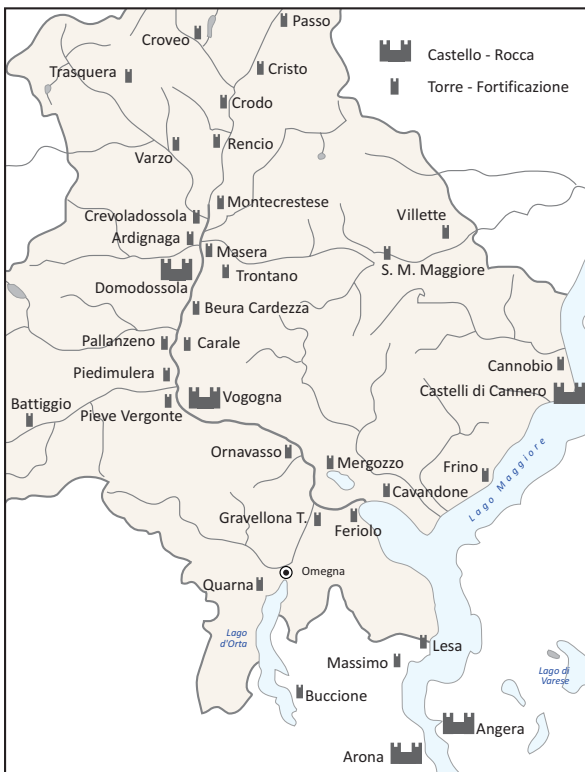 Passo
Croveo
Castello - Rocca
Cristo
Trasquera
Torre - Fortificazione
Crodo
Rencio
Varzo
Montecrestese
Crevoladossola
Villette
Ardignaga
Masera
S. M. Maggiore
Trontano
Domodossola
Beura Cardezza
Pallanzeno
Carale
Cannobio
Piedimulera
Castelli di Cannero
Battiggio
Vogogna
Pieve Vergonte
Ornavasso
Mergozzo
Frino
Lago Maggiore
Cavandone
Gravellona T.
Feriolo
Omegna
Quarna
Lago
d'Orta
Lesa
Massimo
Lago di
Varese
Buccione
Angera
Arona